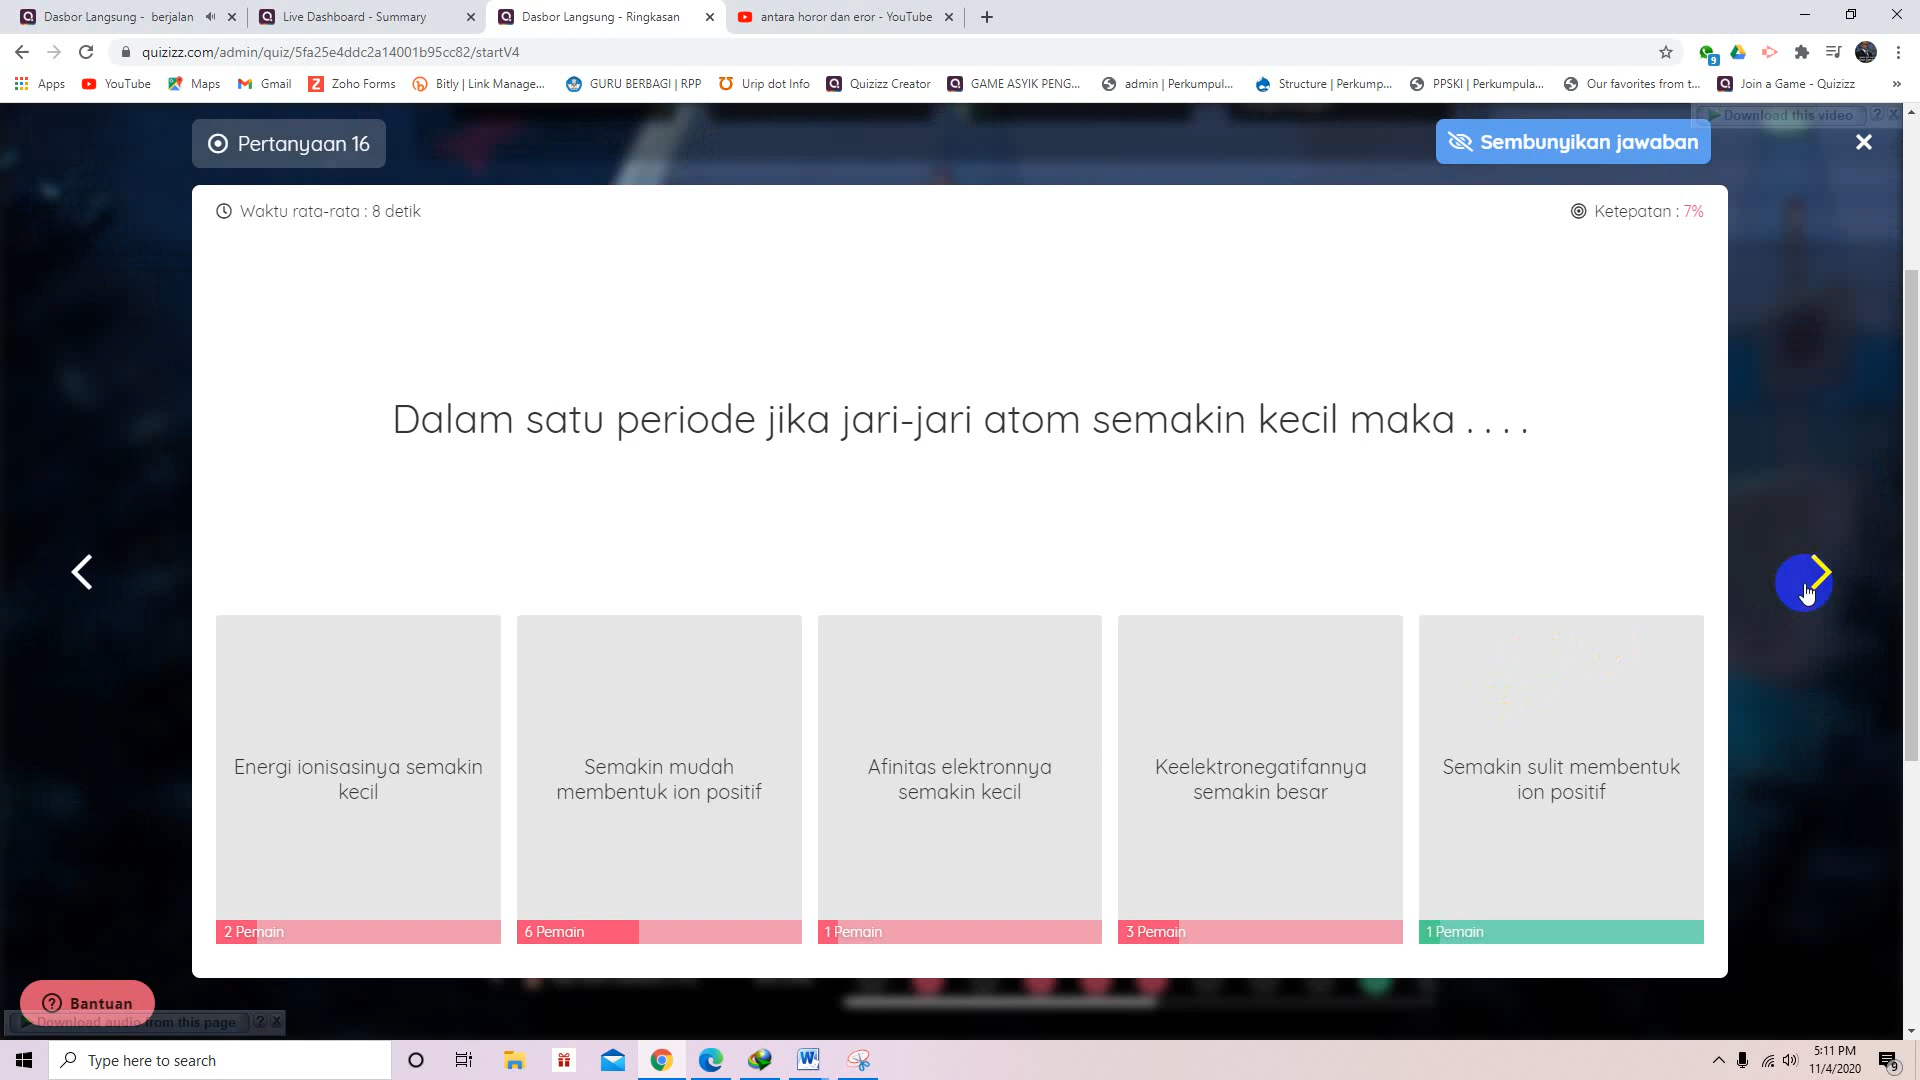 Dasbor Langsung - berjalan
Live Dashboard - Summary
Dasbor Langsung - Ringkasan
antara horor dan eror - YouTube
quizizz.com/admin/quiz/5fa25e4ddc2a14001b95cc82/startV4
9
Apps
YouTube
Maps
Gmail
Zoho Forms
Bitly | Link Manage...
GURU BERBAGI | RPP
Urip dot Info
Quizizz Creator
GAME ASYIK PENG...
admin | Perkumpul...
Structure | Perkump...
PPSKI | Perkumpula...
Our favorites from t...
Join a Game - Quizizz
»
Download this video ? X
Pertanyaan 16
Sembunyikan jawaban
Waktu rata-rata : 8 detik
Ketepatan : 7%
Dalam satu periode jika jari-jari atom semakin kecil maka . . . .
Energi ionisasinya semakin
kecil
Semakin mudah
membentuk ion positif
Afinitas elektronnya
semakin kecil
Keelektronegatifannya
semakin besar
Semakin sulit membentuk
ion positif
2 Pemain
6 Pemain
1 Pemain
3 Pemain
1 Pemain
Bantuan
Download audio from this page ? X
Type here to search
5:11 PM
11/4/2020
9